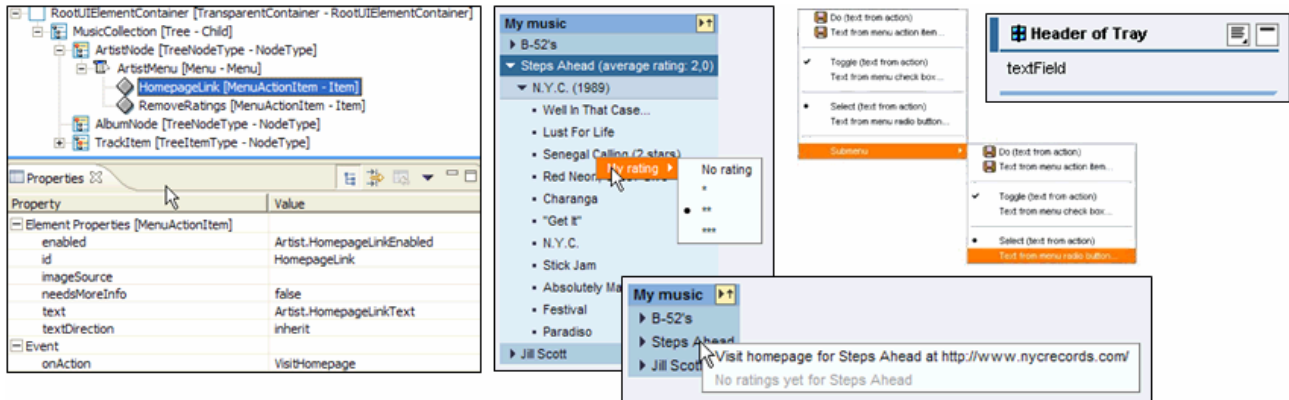 RootUIElementContainer [TransparentContainer - RootUIElementContainer]
MusicCollection [Tree - Child]
ArtistNode [TreeNodeType - NodeType]
ArtistMenu [Menu - Menu]
HomepageLink [MenuActionItem - Item]
RemoveRatings [MenuActionItem - Item]
AlbumNode [TreeNodeType - NodeType]
TrackItem [TreeItemType - NodeType]
Properties
Property Value
Element Properties [MenuActionItem]
enabled Artist.HomepageLinkEnabled
id HomepageLink
imageSource
needsMoreInfo false
text Artist.HomepageLinkText
textDirection inherit
Event
onAction VisitHomepage
My music
B-52's
Steps Ahead (average rating: 2,0)
N.Y.C. (1989)
Well In That Case...
Lust For Life
Senegal Calling (2 stars)
Red Neon,
Charanga
"Get It"
N.Y.C.
Stick Jam
Absolutely Ma
Festival
Paradiso
Jill Scott
My rating
No rating
*
**
***
My music
B-52's
Steps Ahead
Jill Scott
Visit homepage for Steps Ahead at http://www.nycrecords.com/
No ratings yet for Steps Ahead
Do (text from action)
Text from menu action item...
Toggle (text from action)
Text from menu check box...
Select (text from action)
Text from menu radio button...
Submenu
Do (text from action)
Text from menu action item...
Toggle (text from action)
Text from menu check box...
Select (text from action)
Text from menu radio button...
Header of Tray
textField